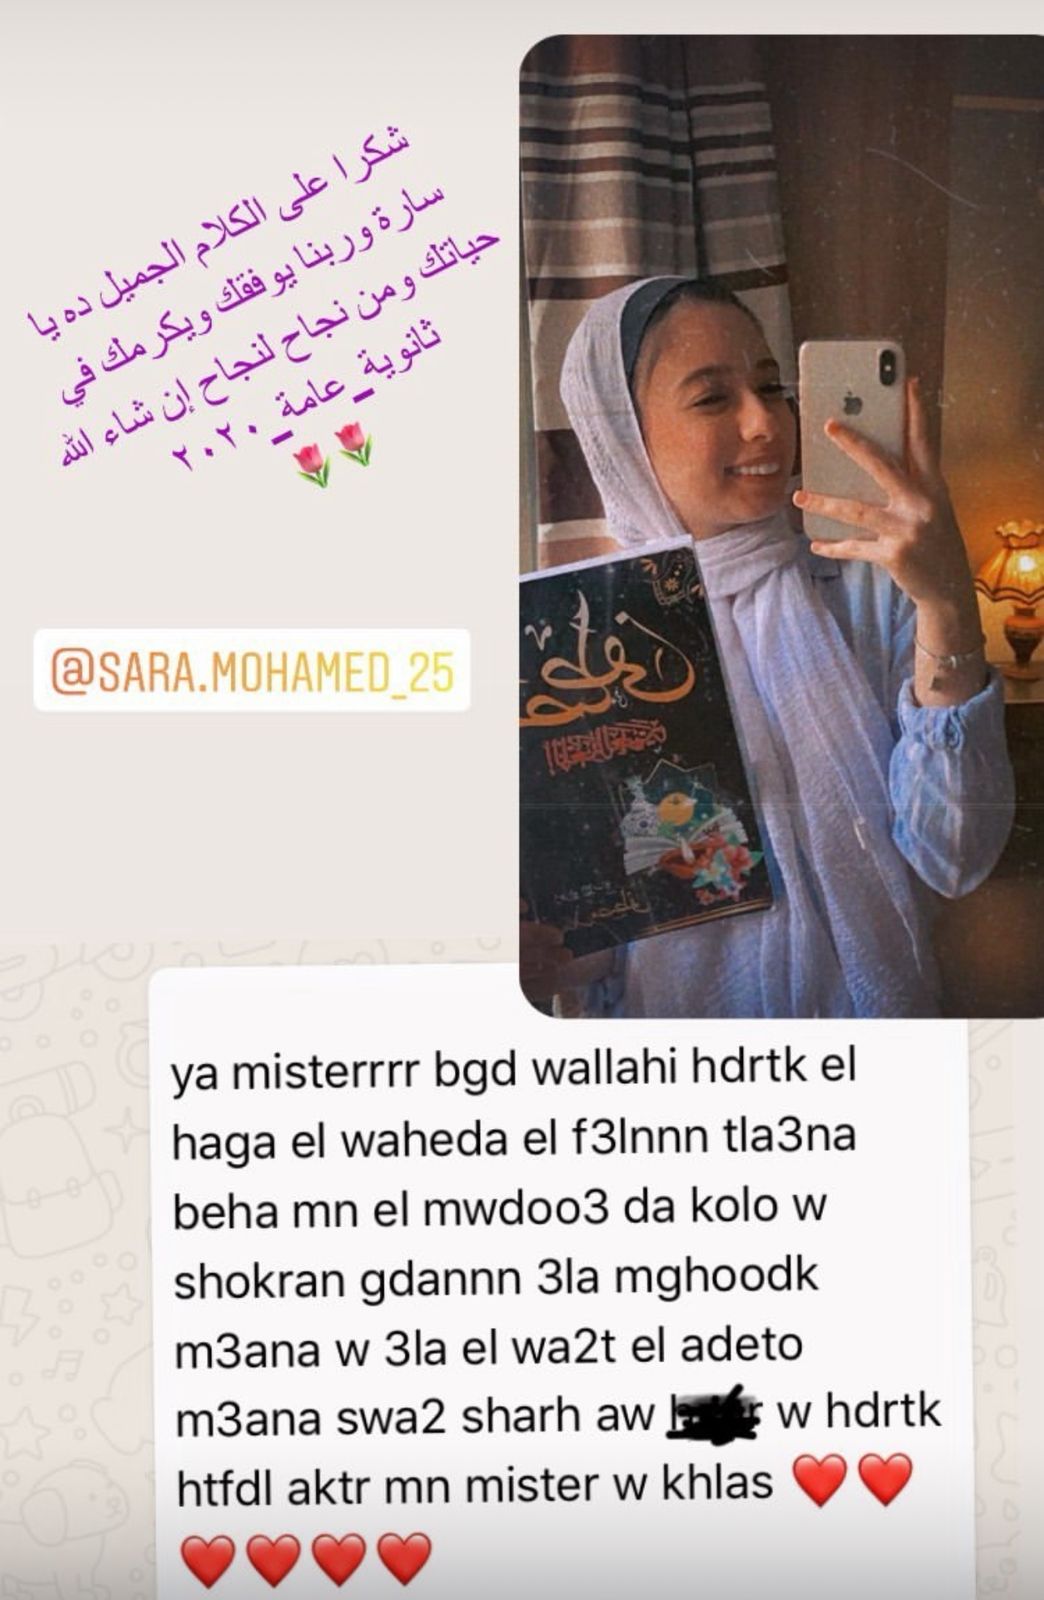 شكرا على الكلام الجميل ده يا
سارة وربنا يوفقك ويكرمك في
حياتك ومن نجاح لنجاح إن شاء الله
ثانوية_عامة_٢٠٢٠
@SARA.MOHAMED_25
ya misterrrr bgd wallahi hdrtk el
haga el waheda el f3lnnn tla3na
beha mn el mwdoo3 da kolo w
shokran gdannn 3la mghoodk
m3ana w 3la el wa2t el adeto
m3ana swa2 sharh aw w hdrtk
htfdl aktr mn mister w khlas ❤️❤️
❤️❤️❤️❤️